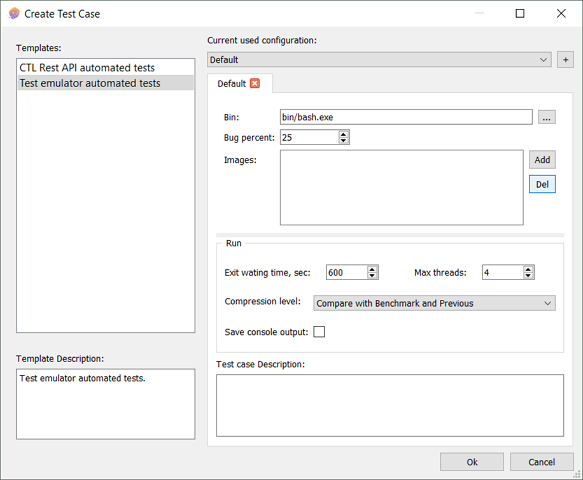 Create Test Case
Templates:
CTL Rest API automated tests
Test emulator automated tests
Template Description:
Test emulator automated tests.
Current used configuration:
Default
+
Default
Bin:
bin/bash.exe
...
Bug percent:
25
Images:
Add
Del
Run
Exit wating time, sec:
600
Max threads:
4
Compression level:
Compare with Benchmark and Previous
Save console output:
Test case Description:
Ok
Cancel